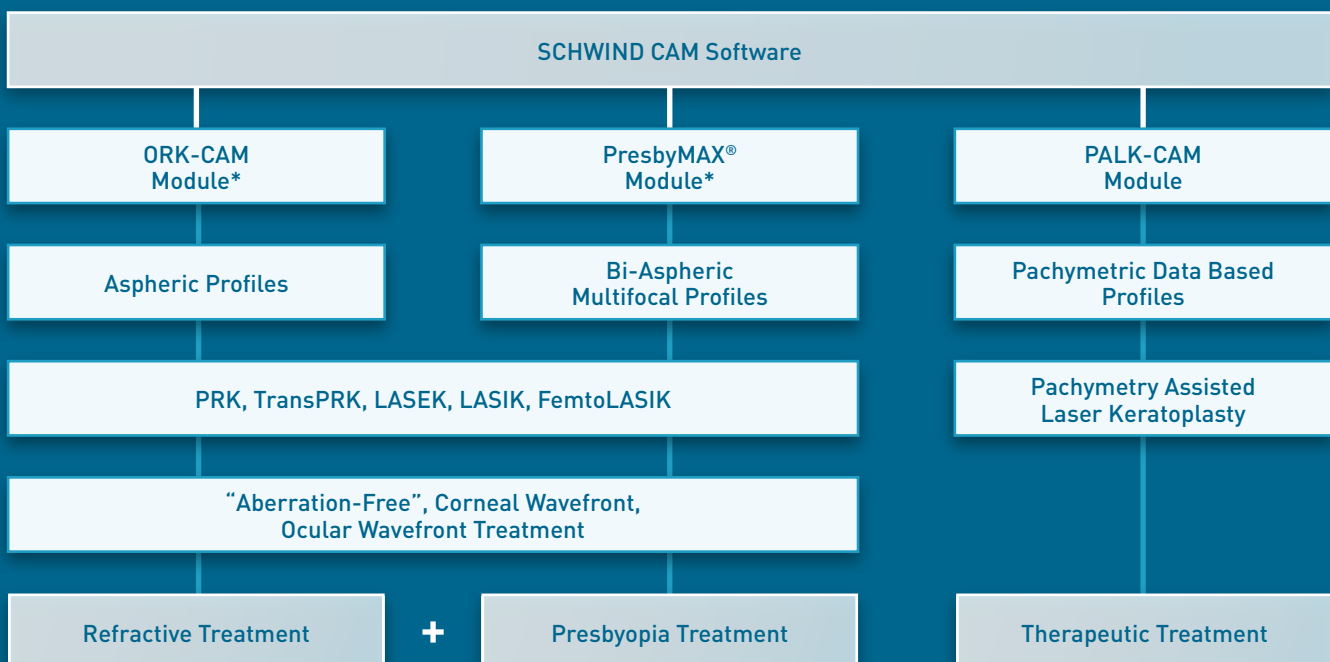 SCHWIND CAM Software
ORK-CAM
Module*
PresbyMAX®
Module*
PALK-CAM
Module
Aspheric Profiles
Bi-Aspheric
Multifocal Profiles
Pachymetric Data Based
Profiles
PRK, TransPRK, LASEK, LASIK, FemtoLASIK
Pachymetry Assisted
Laser Keratoplasty
“Aberration-Free”, Corneal Wavefront,
Ocular Wavefront Treatment
Refractive Treatment
+
Presbyopia Treatment
Therapeutic Treatment